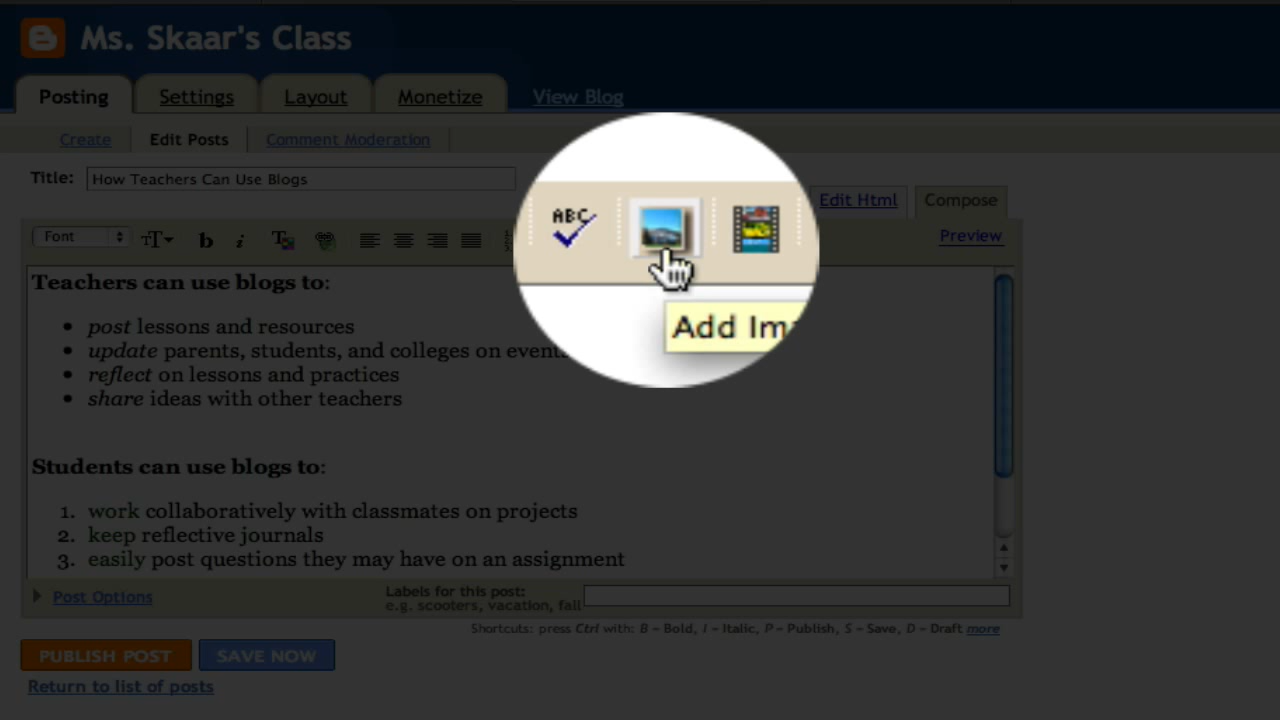 Ms. Skaar's Class
Posting Settings Layout Monetize View Blog
Create Edit Posts Comment Moderation
Title: How Teachers Can Use Blogs
Edit Html Compose
ABC
Font b i Preview
Add Im
Teachers can use blogs to:
• post lessons and resources
• update parents, students, and colleges on events
• reflect on lessons and practices
• share ideas with other teachers
Students can use blogs to:
1. work collaboratively with classmates on projects
2. keep reflective journals
3. easily post questions they may have on an assignment
Post Options Labels for this post:
e.g. scooters, vacation, fall
Shortcuts: press Ctrl with: B – Bold, I – Italic, P – Publish, S – Save, D – Draft more
PUBLISH POST SAVE NOW
Return to list of posts